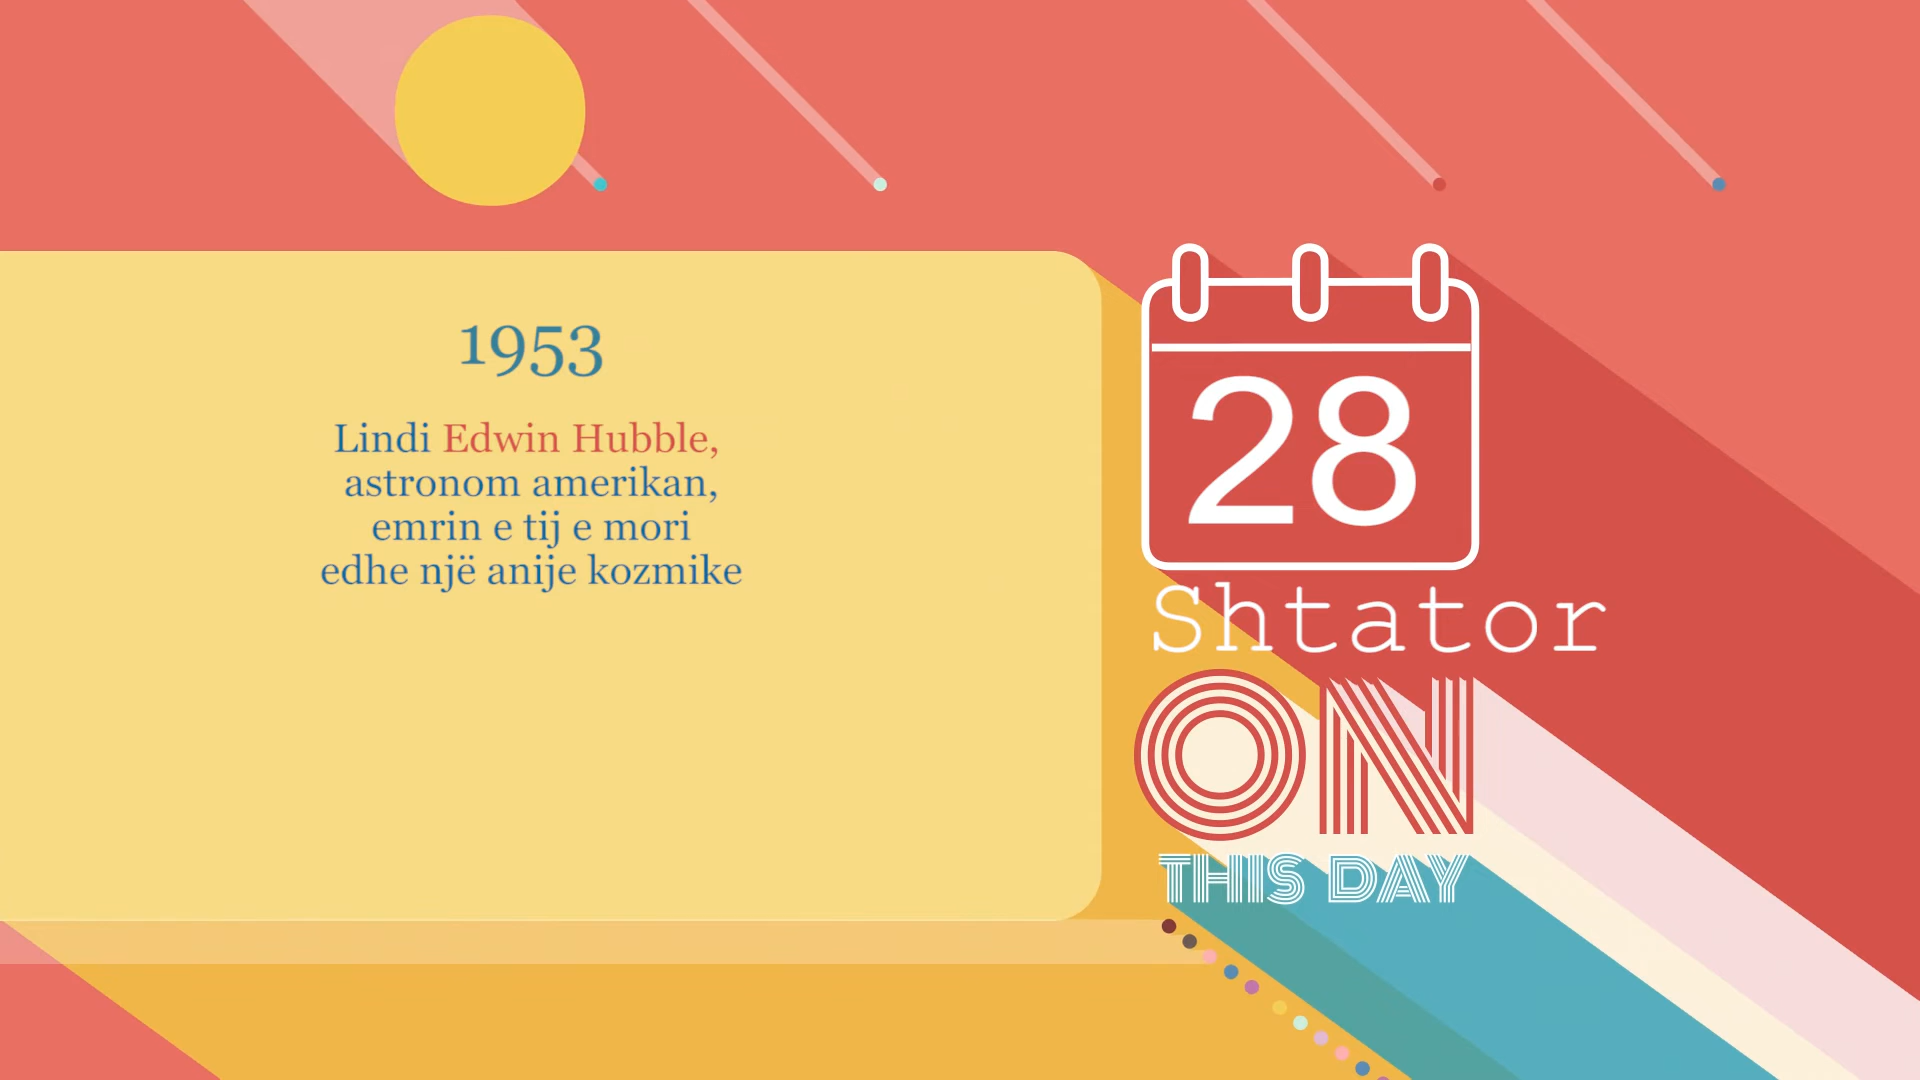 1953
Lindi Edwin Hubble,
astronom amerikan,
emrin e tij e mori
edhe një anije kozmike
28
Shtator
ON
THIS DAY